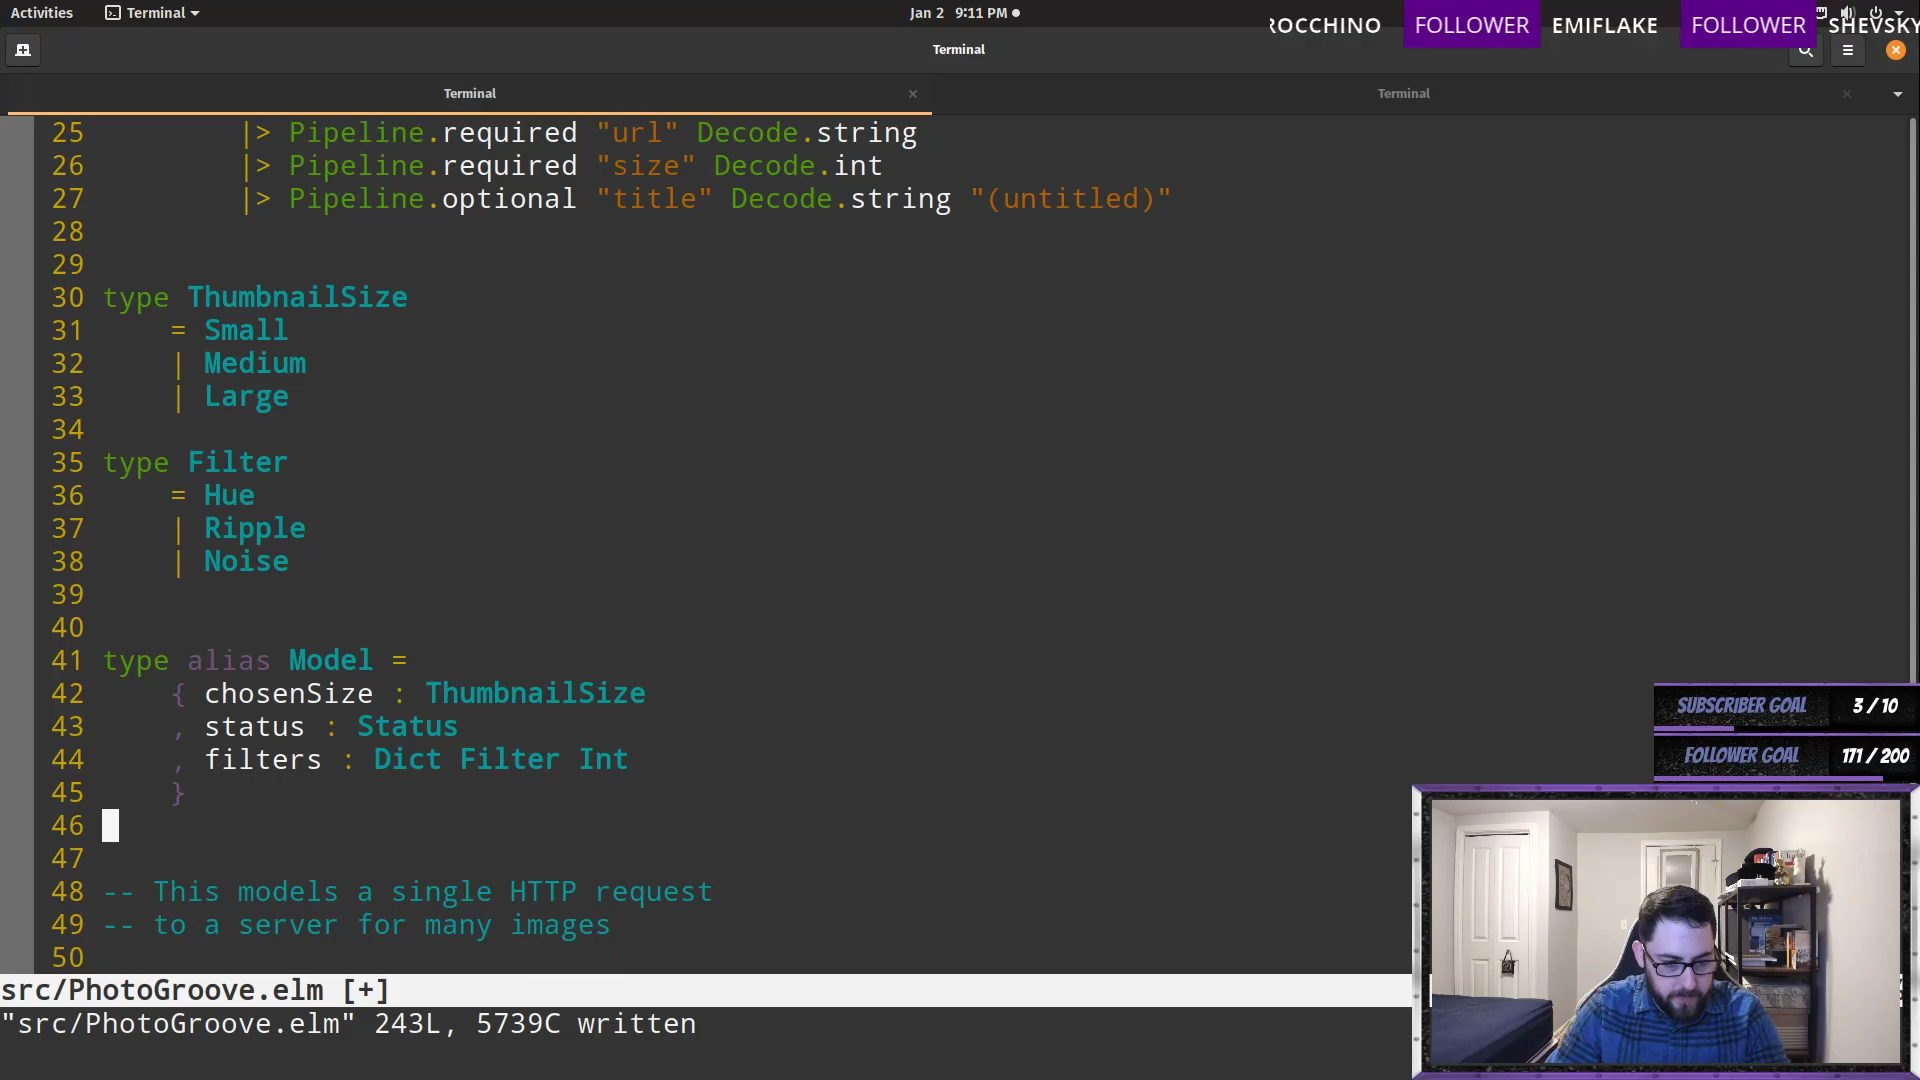 Activities Terminal Jan 2 9:11 PM
ROCCHINO FOLLOWER EMIFLAKE FOLLOWER SHEVSKY
Terminal
Terminal Terminal
25 |> Pipeline.required "url" Decode.string
26 |> Pipeline.required "size" Decode.int
27 |> Pipeline.optional "title" Decode.string "(untitled)"
28
29
30 type ThumbnailSize
31 = Small
32 | Medium
33 | Large
34
35 type Filter
36 = Hue
37 | Ripple
38 | Noise
39
40
41 type alias Model =
42 { chosenSize : ThumbnailSize
43 , status : Status
44 , filters : Dict Filter Int
45 }
46
47
48 -- This models a single HTTP request
49 -- to a server for many images
50
src/PhotoGroove.elm [+]
"src/PhotoGroove.elm" 243L, 5739C written
SUBSCRIBER GOAL 3 / 10
FOLLOWER GOAL 171 / 200